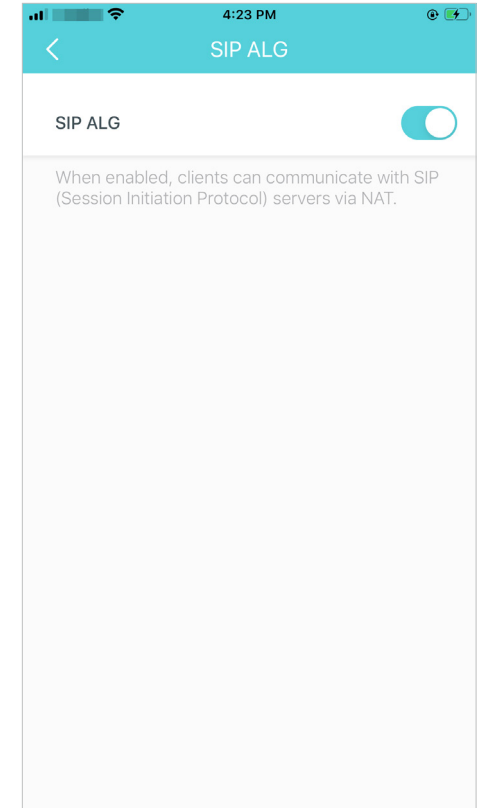 4:23 PM
SIP ALG
SIP ALG
When enabled, clients can communicate with SIP
(Session Initiation Protocol) servers via NAT.